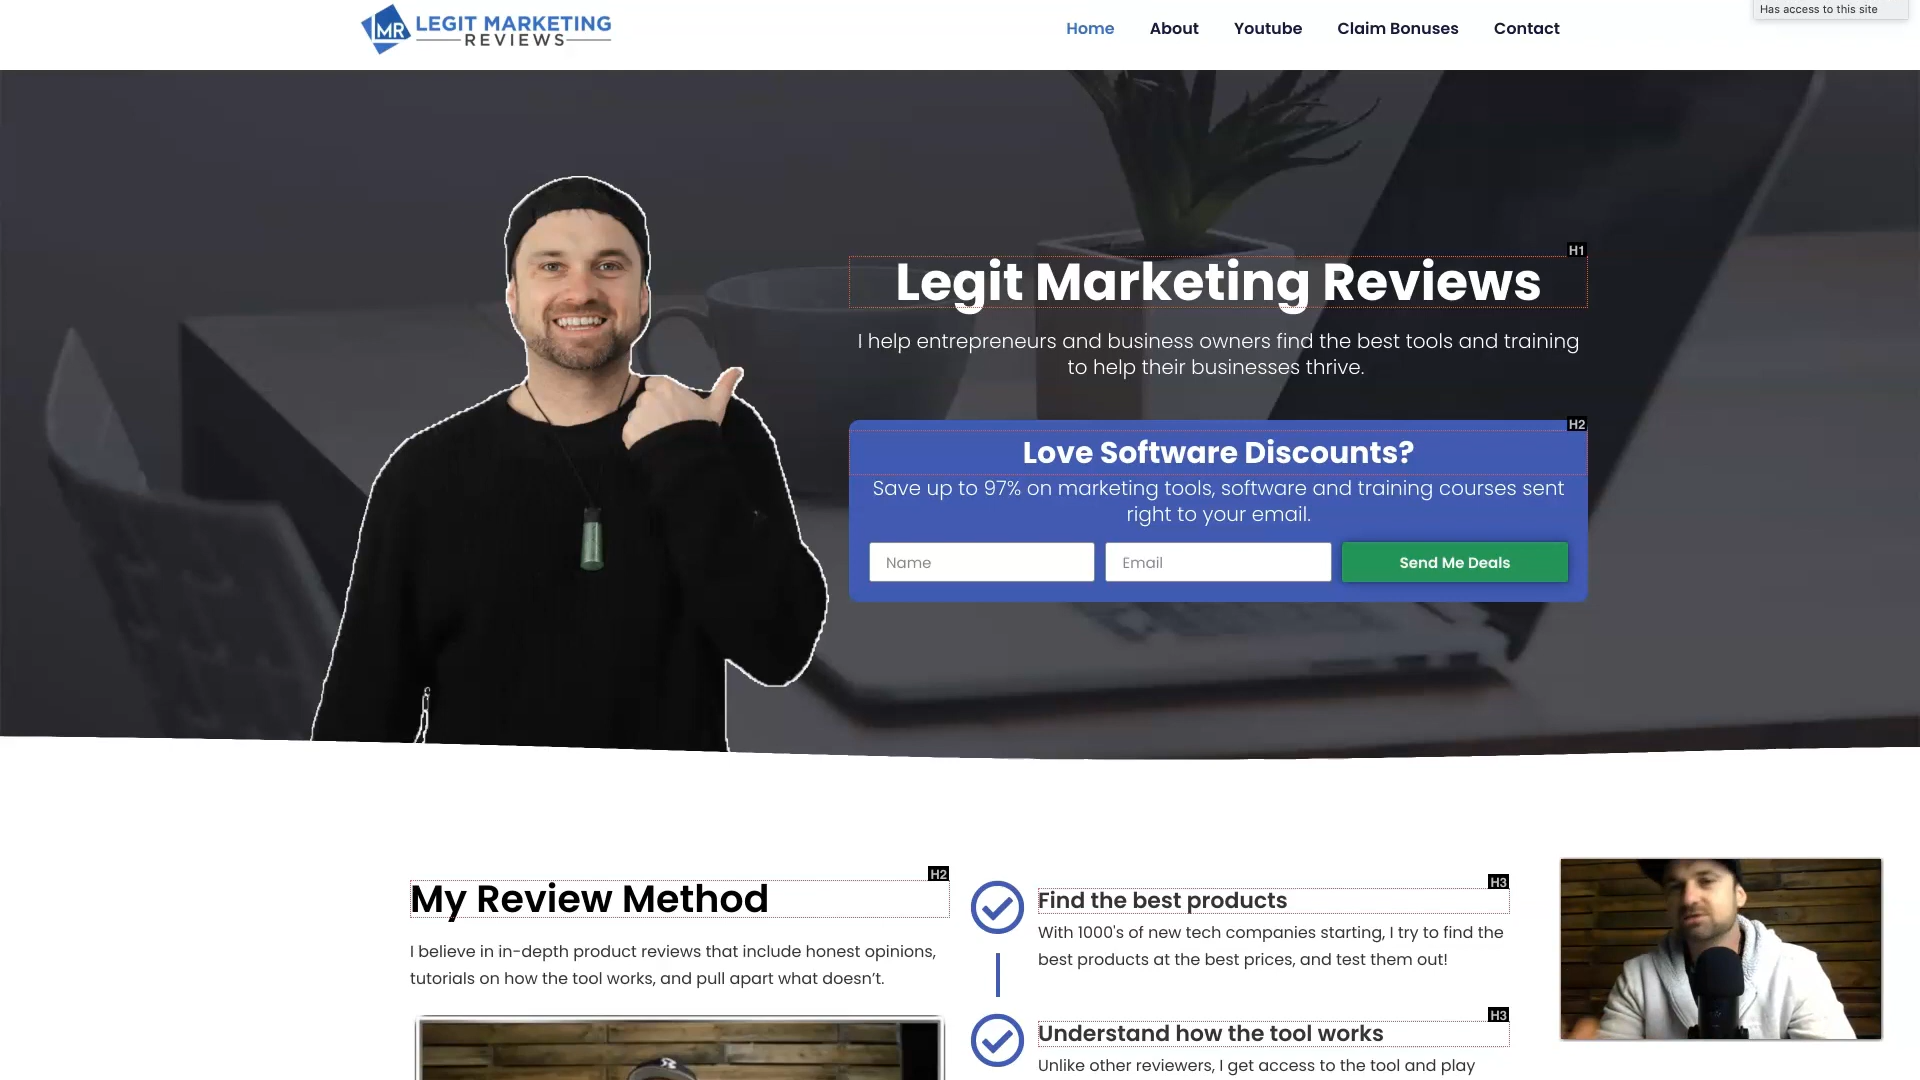 MR LEGIT MARKETING
REVIEWS
Home About Youtube Claim Bonuses Contact
Has access to this site
H1
Legit Marketing Reviews
I help entrepreneurs and business owners find the best tools and training
to help their businesses thrive.
H2
Love Software Discounts?
Save up to 97% on marketing tools, software and training courses sent
right to your email.
Name Email Send Me Deals
H2
My Review Method
I believe in in-depth product reviews that include honest opinions,
tutorials on how the tool works, and pull apart what doesn’t.
H3
Find the best products
With 1000's of new tech companies starting, I try to find the
best products at the best prices, and test them out!
H3
Understand how the tool works
Unlike other reviewers, I get access to the tool and play